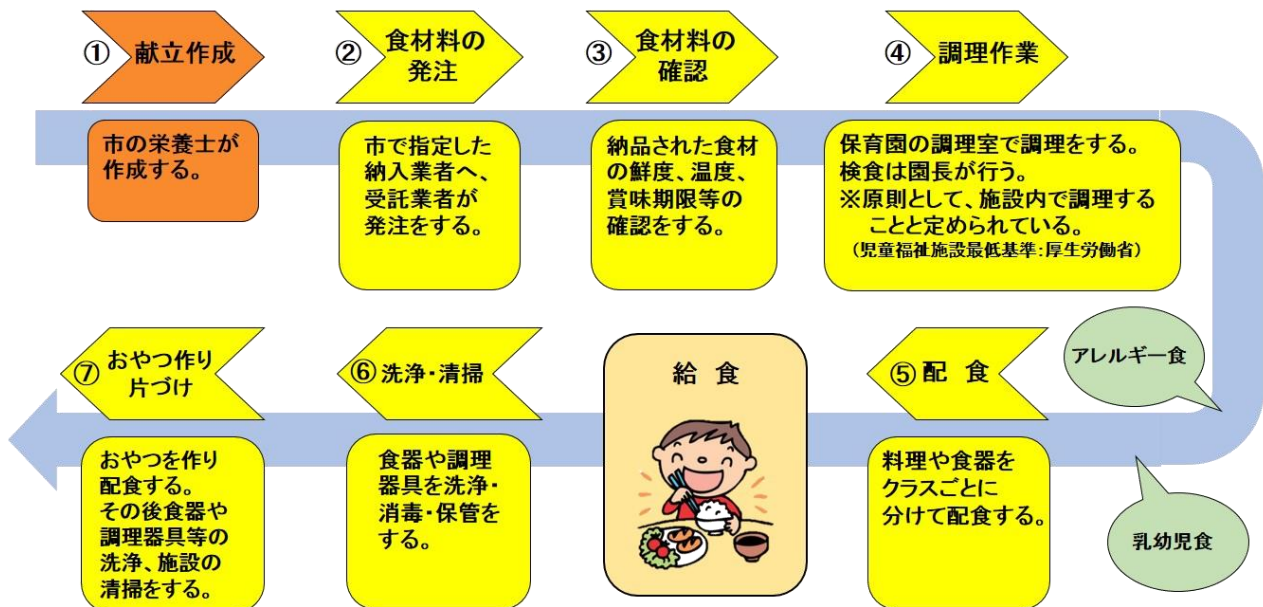 ① 献立作成
市の栄養士が
作成する。
② 食材料の
発注
市で指定した
納入業者へ、
受託業者が
発注をする。
③ 食材料の
確認
納品された食材
の鮮度、温度、
賞味期限等の
確認をする。
④ 調理作業
保育園の調理室で調理をする。
検食は園長が行う。
※原則として、施設内で調理する
ことと定められている。
(児童福祉施設最低基準:厚生労働省)
アレルギー食
乳幼児食
⑤ 配 食
料理や食器を
クラスごとに
分けて配食する。
給 食
⑥ 洗浄・清掃
食器や調理
器具を洗浄・
消毒・保管を
する。
⑦ おやつ作り
片づけ
おやつを作り
配食する。
その後食器や
調理器具等の
洗浄、施設の
清掃をする。